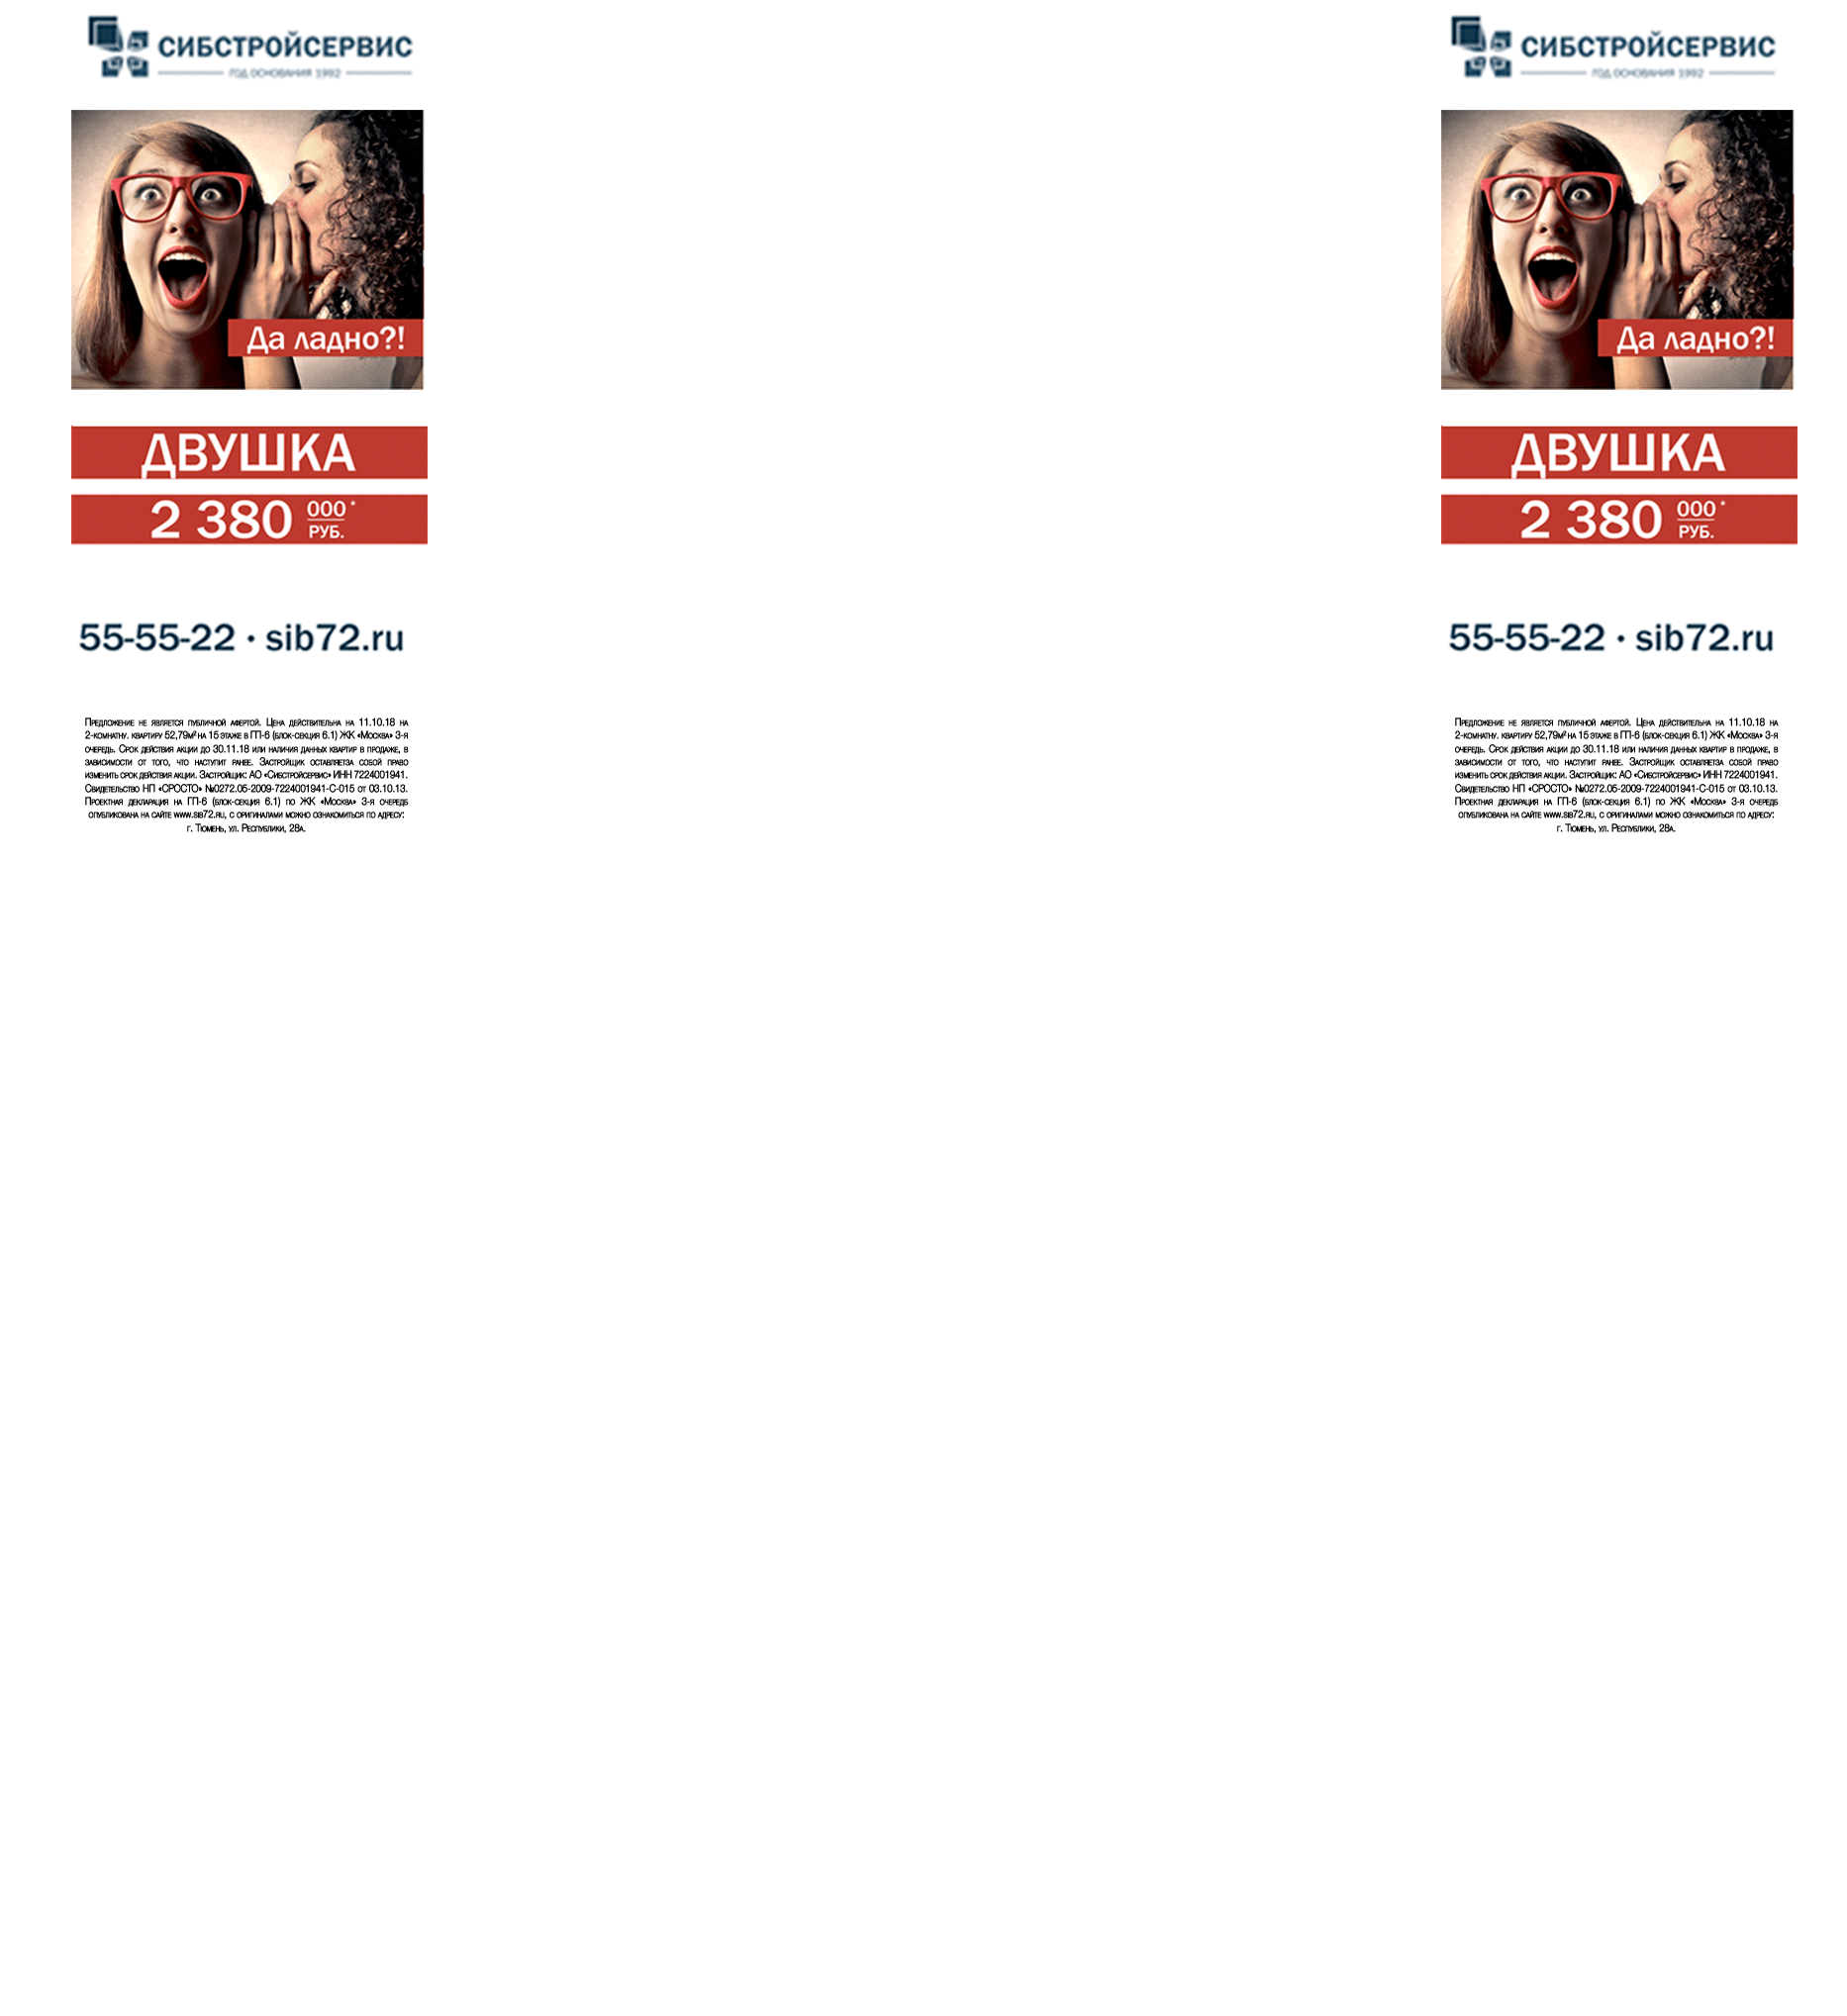 СИБСТРОЙСЕРВИС
ГОД ОСНОВАНИЯ 1992
Да ладно?!
ДВУШКА
2 380 000 *
РУБ.
55-55-22 · sib72.ru
Предложение не является публичной афертой. Цена действительна на 11.10.18 на
2-комнатну. квартиру 52,79м² на 15 этаже в ГП-6 (блок-секция 6.1) ЖК «Москва» 3-я
очередь. Срок действия акции до 30.11.18 или наличия данных квартир в продаже, в
зависимости от того, что наступит ранее. Застройщик оставляетза собой право
изменить срок действия акции. Застройщик: АО «Сибстройсервис» ИНН 7224001941.
Свидетельство НП «СРОСТО» №0272.05-2009-7224001941-С-015 от 03.10.13.
Проектная декларация на ГП-6 (блок-секция 6.1) по ЖК «Москва» 3-я очередь
опубликована на сайте www.sib72.ru, с оригиналами можно ознакомиться по адресу:
г. Тюмень, ул. Республики, 28а.
СИБСТРОЙСЕРВИС
ГОД ОСНОВАНИЯ 1992
Да ладно?!
ДВУШКА
2 380 000 *
РУБ.
55-55-22 · sib72.ru
Предложение не является публичной афертой. Цена действительна на 11.10.18 на
2-комнатну. квартиру 52,79м² на 15 этаже в ГП-6 (блок-секция 6.1) ЖК «Москва» 3-я
очередь. Срок действия акции до 30.11.18 или наличия данных квартир в продаже, в
зависимости от того, что наступит ранее. Застройщик оставляетза собой право
изменить срок действия акции. Застройщик: АО «Сибстройсервис» ИНН 7224001941.
Свидетельство НП «СРОСТО» №0272.05-2009-7224001941-С-015 от 03.10.13.
Проектная декларация на ГП-6 (блок-секция 6.1) по ЖК «Москва» 3-я очередь
опубликована на сайте www.sib72.ru, с оригиналами можно ознакомиться по адресу:
г. Тюмень, ул. Республики, 28а.